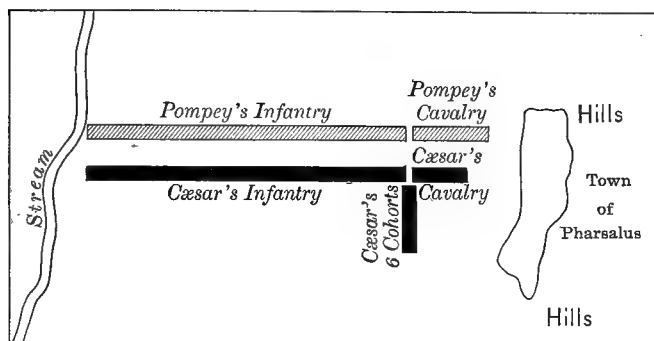 Pompey's Infantry
Pompey's
Cavalry
Hills
Cæsar's
Cæsar's Infantry
Cavalry
Stream
Cæsar's
6 Cohorts
Town
of
Pharsalus
Hills